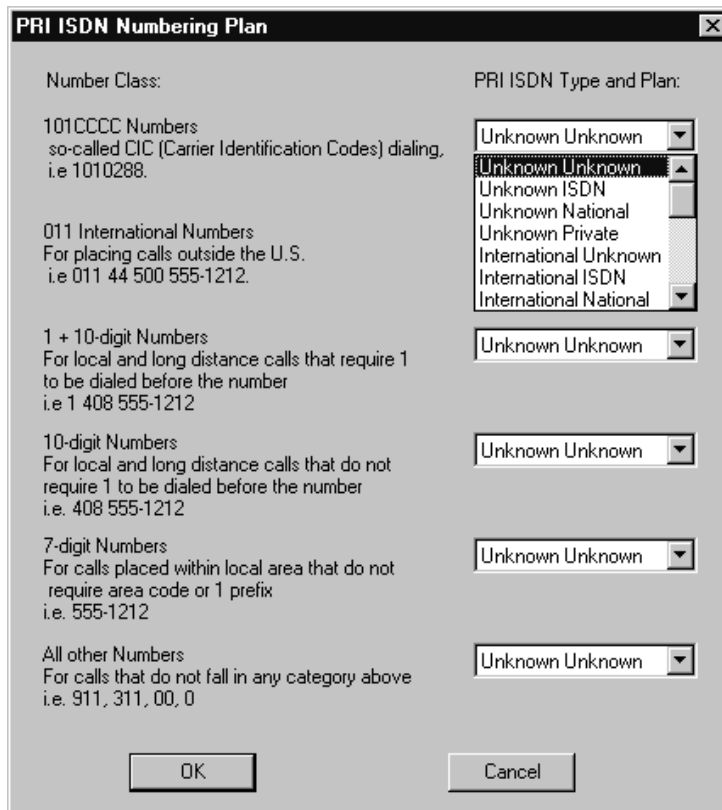 PRI ISDN Numbering Plan
Number Class:
PRI ISDN Type and Plan:
101CCCC Numbers
so-called CIC (Carrier Identification Codes) dialing,
i.e 1010288.
Unknown Unknown
Unknown Unknown
Unknown ISDN
Unknown National
Unknown Private
International Unknown
International ISDN
International National
011 International Numbers
For placing calls outside the U.S.
i.e 011 44 500 555-1212.
1 + 10-digit Numbers
For local and long distance calls that require 1
to be dialed before the number
i.e 1 408 555-1212
Unknown Unknown
10-digit Numbers
For local and long distance calls that do not
require 1 to be dialed before the number
i.e. 408 555-1212
Unknown Unknown
7-digit Numbers
For calls placed within local area that do not
require area code or 1 prefix
i.e. 555-1212
Unknown Unknown
All other Numbers
For calls that do not fall in any category above
i.e. 911, 311, 00, 0
Unknown Unknown
OK
Cancel